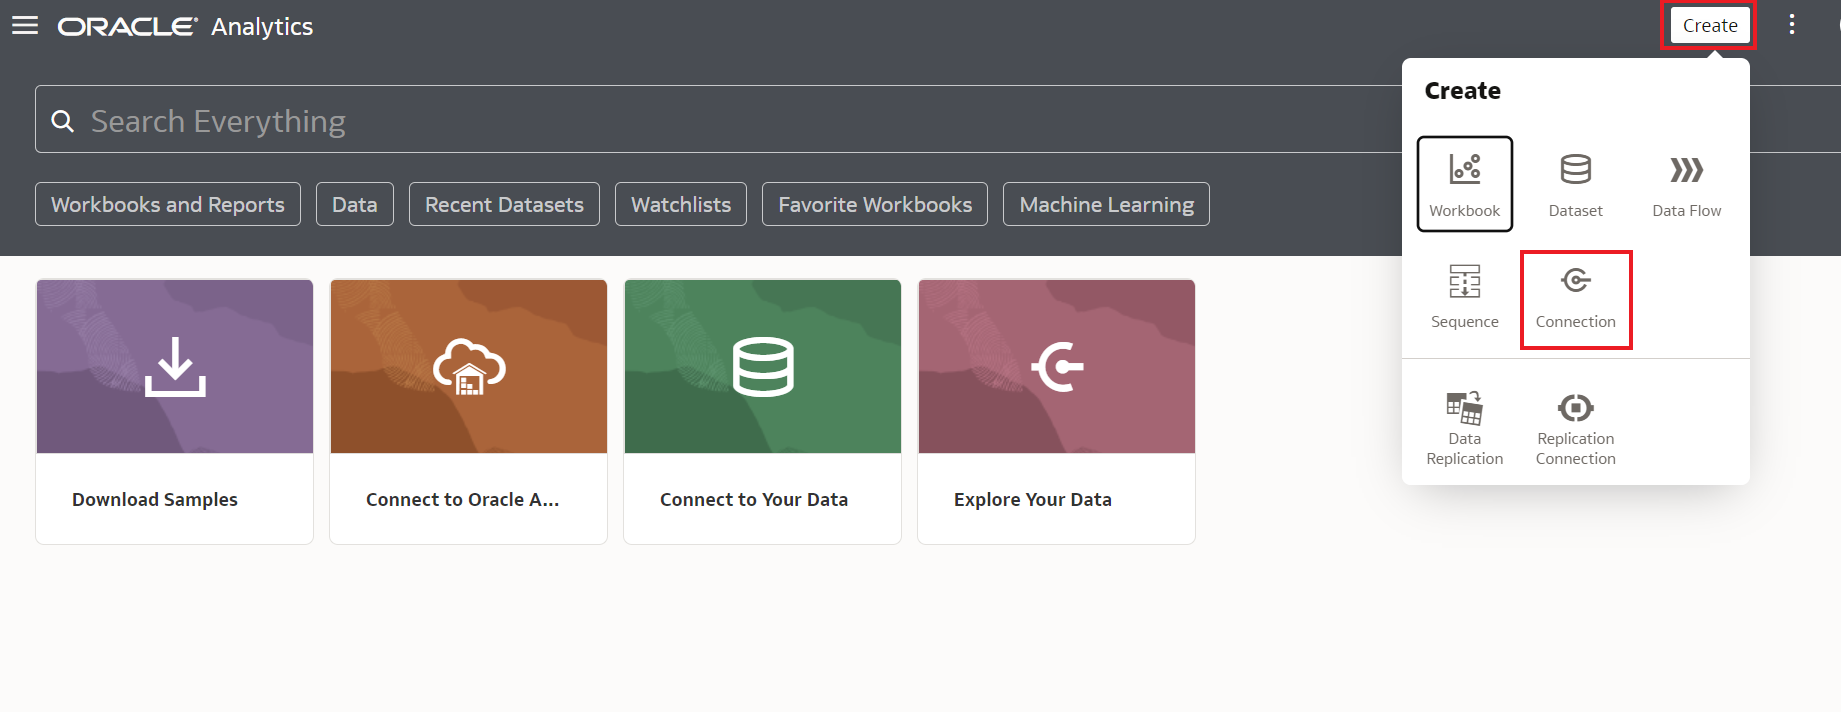 ORACLE Analytics
Create
Search Everything
Workbooks and Reports
Data
Recent Datasets
Watchlists
Favorite Workbooks
Machine Learning
Create
Workbook
Dataset
Data Flow
Sequence
Connection
Data
Replication
Replication
Connection
Download Samples
Connect to Oracle A...
Connect to Your Data
Explore Your Data